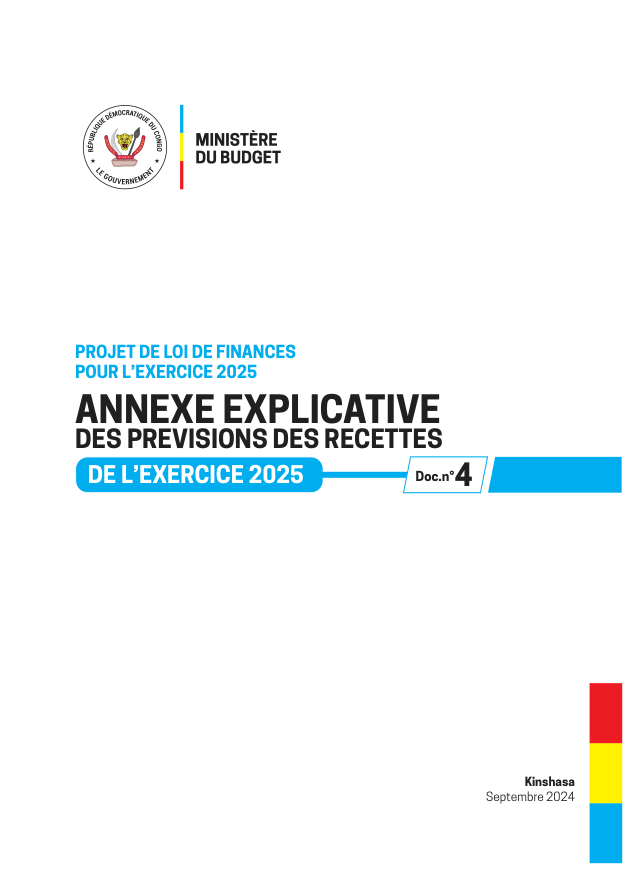 RÉPUBLIQUE DÉMOCRATIQUE DU CONGO
LE GOUVERNEMENT
MINISTÈRE
DU BUDGET
PROJET DE LOI DE FINANCES
POUR L’EXERCICE 2025
ANNEXE EXPLICATIVE
DES PREVISIONS DES RECETTES
DE L’EXERCICE 2025
Doc.n°4
Kinshasa
Septembre 2024